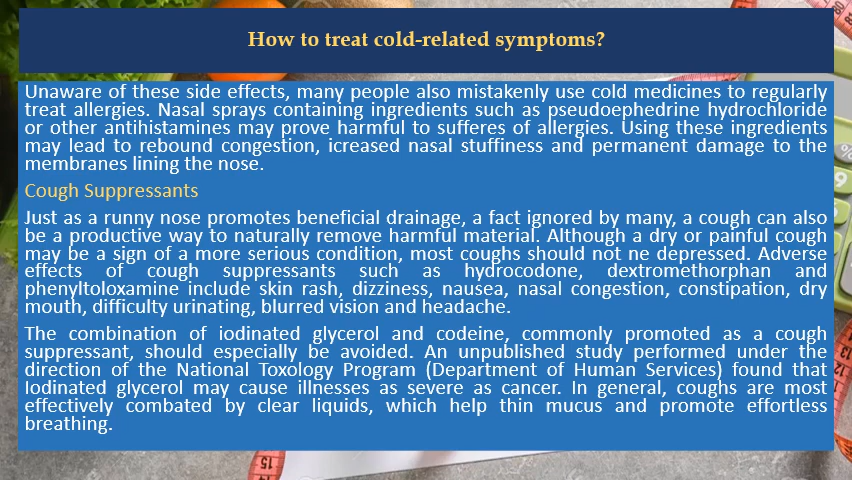 How to treat cold-related symptoms?
Unaware of these side effects, many people also mistakenly use cold medicines to regularly
treat allergies. Nasal sprays containing ingredients such as pseudoephedrine hydrochloride
or other antihistamines may prove harmful to sufferes of allergies. Using these ingredients
may lead to rebound congestion, icreased nasal stuffiness and permanent damage to the
membranes lining the nose.
Cough Suppressants
Just as a runny nose promotes beneficial drainage, a fact ignored by many, a cough can also
be a productive way to naturally remove harmful material. Although a dry or painful cough
may be a sign of a more serious condition, most coughs should not ne depressed. Adverse
effects of cough suppressants such as hydrocodone, dextromethorphan and
phenyltoloxamine include skin rash, dizziness, nausea, nasal congestion, constipation, dry
mouth, difficulty urinating, blurred vision and headache.
The combination of iodinated glycerol and codeine, commonly promoted as a cough
suppressant, should especially be avoided. An unpublished study performed under the
direction of the National Toxology Program (Department of Human Services) found that
Iodinated glycerol may cause illnesses as severe as cancer. In general, coughs are most
effectively combated by clear liquids, which help thin mucus and promote effortless
breathing.